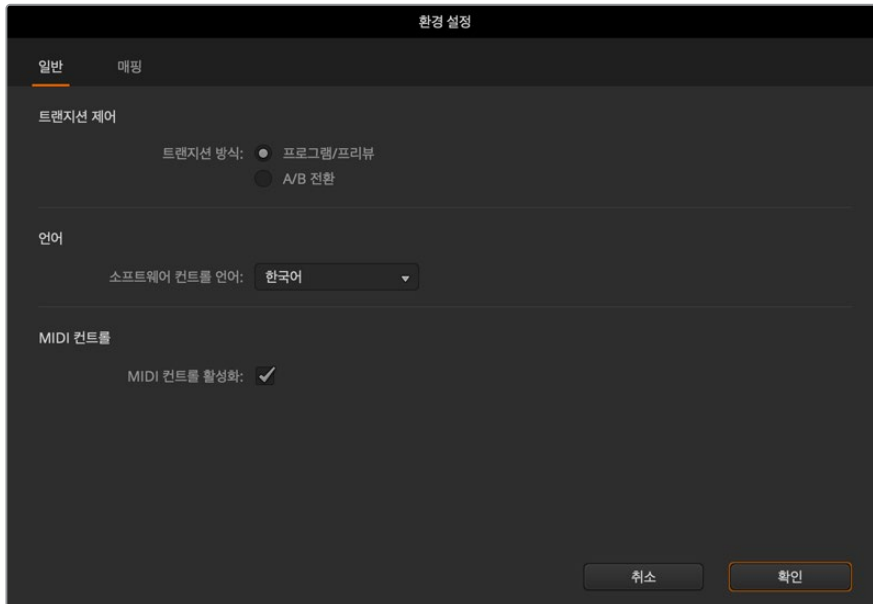 환경 설정
일반 매핑
트랜지션 제어
트랜지션 방식: 프로그램/프리뷰
A/B 전환
언어
소프트웨어 컨트롤 언어: 한국어
MIDI 컨트롤
MIDI 컨트롤 활성화:
취소 확인